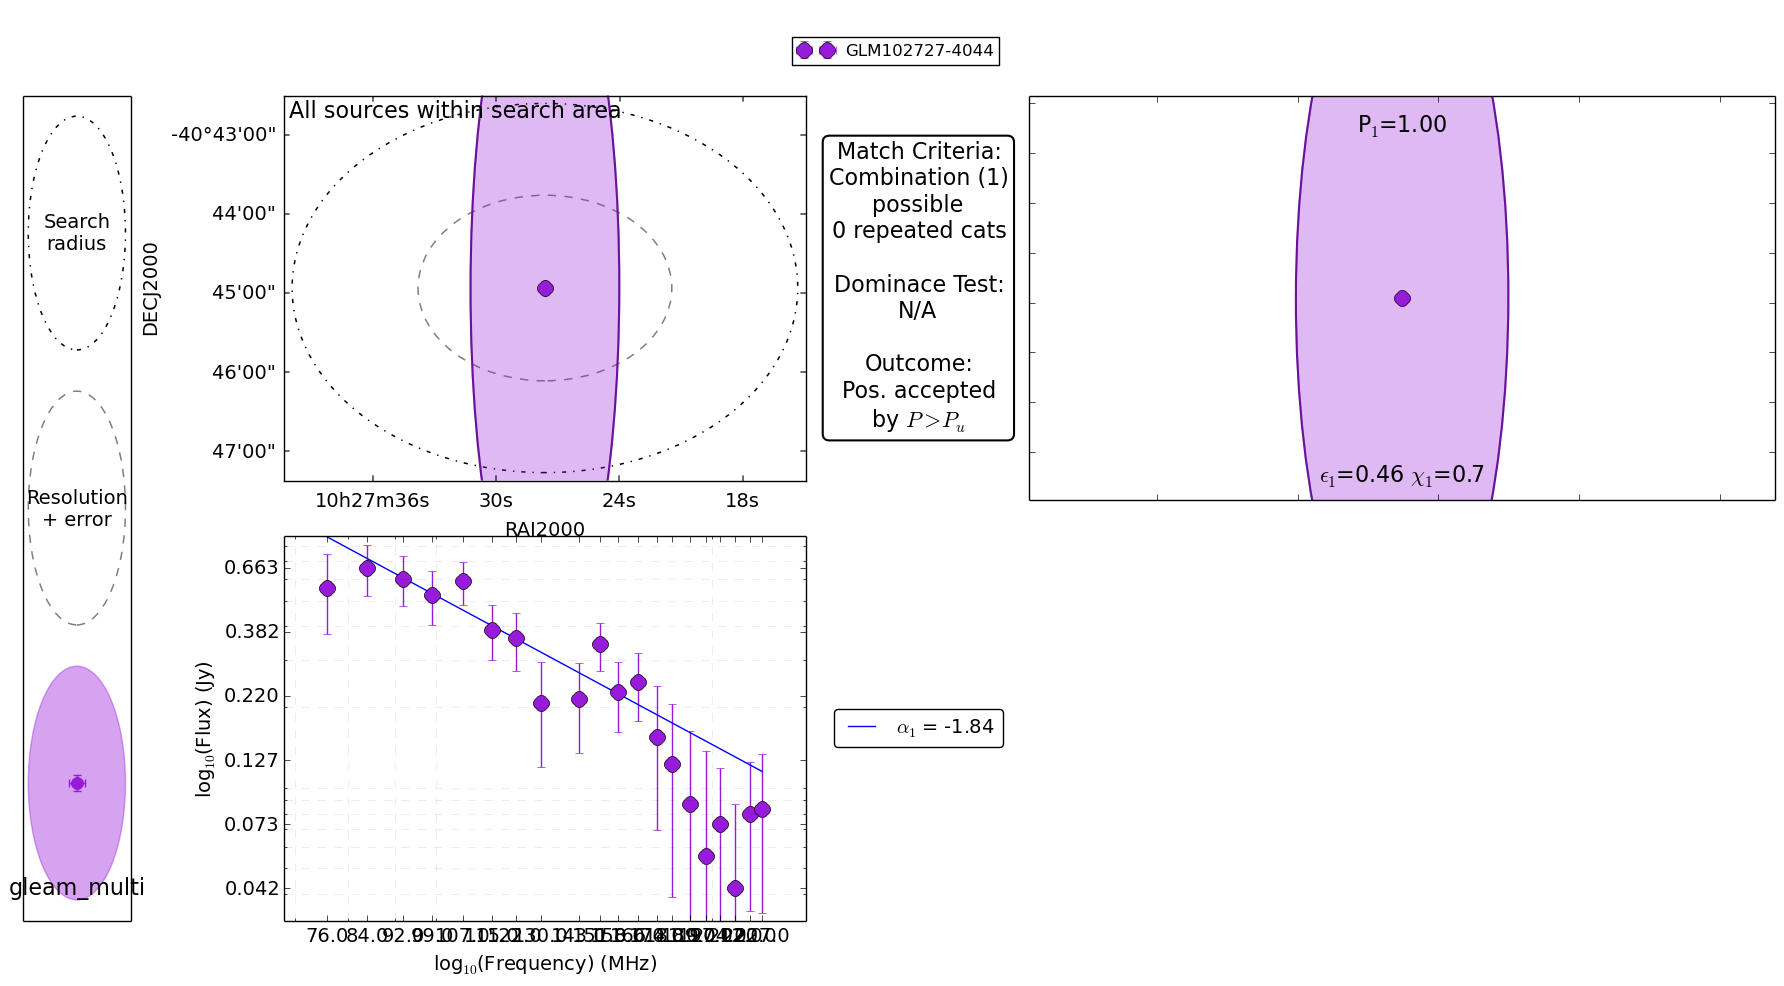 GLM102727-4044
Search
radius
Resolution
+ error
gleam_multi
All sources within search area
DECJ2000
-40°43'00"
44'00"
45'00"
46'00"
47'00"
10h27m36s 30s 24s 18s
RAJ2000
Match Criteria:
Combination (1)
possible
0 repeated cats
Dominace Test:
N/A
Outcome:
Pos. accepted
by P>Pu
P1=1.00
ϵ1=0.46 χ1=0.7
log10(Flux) (Jy)
0.663
0.382
0.220
0.127
0.073
0.042
76.0 84.0 92.0
log10(Frequency) (MHz)
α1 = -1.84